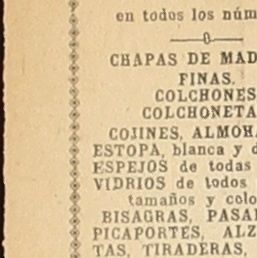 en todos los núm
CHAPAS DE MAD
FINAS.
COLCHONES
COLCHONETA
COJINES, ALMOHA
ESTOPA, blanca y d
ESPEJOS de todas
VIDRIOS de todos
tamaños y colo
BISAGRAS, PASA
PICAPORTES, ALZ
TAS, TIRADERAS,